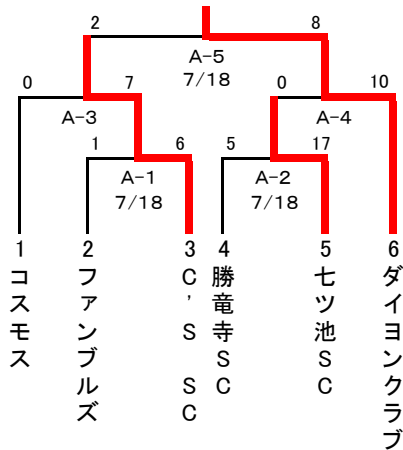 2 8
A-5
7/18
0 7 0 10
A-3 A-4
1 6 5 17
A-1 A-2
7/18 7/18
1 2 3 4 5 6
コスモス
ファンブルズ
C'S SC
勝竜寺SC
七ツ池SC
ダイヨンクラブ